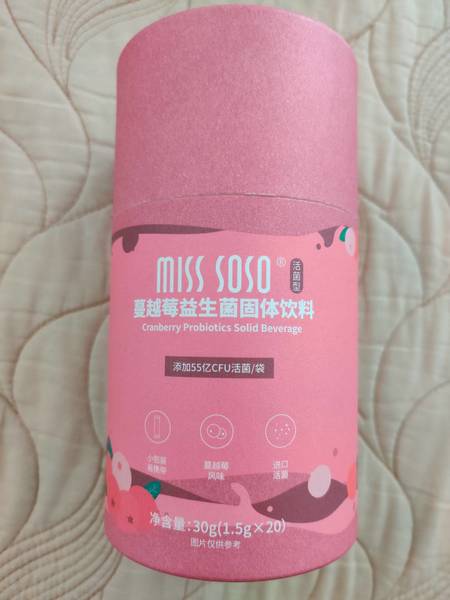 MISS SOSO®
活菌型
蔓越莓益生菌固体饮料
Cranberry Probiotics Solid Beverage
添加55亿CFU活菌/袋
小包装
易携带
蔓越莓
风味
进口
活菌
净含量:30g(1.5g×20)
图片仅供参考